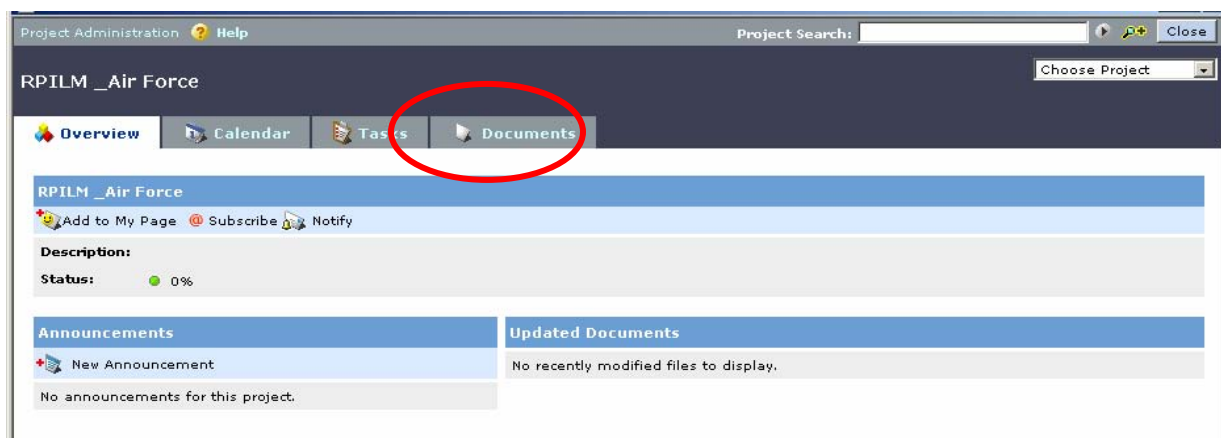 Project Administration Help Project Search: Close
RPILM _Air Force Choose Project
Overview Calendar Tasks Documents
RPILM _Air Force
Add to My Page Subscribe Notify
Description:
Status: 0%
Announcements Updated Documents
New Announcement No recently modified files to display.
No announcements for this project.